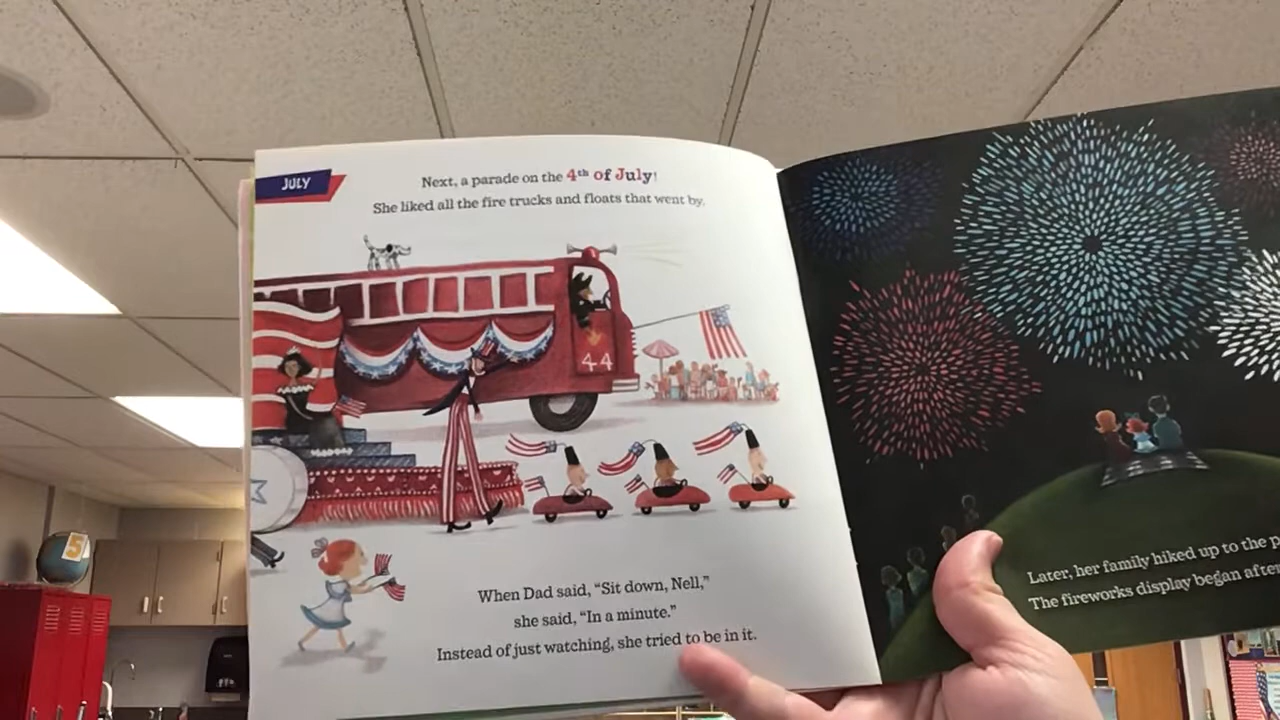 JULY
Next, a parade on the 4th of July!
She liked all the fire trucks and floats that went by.
44
When Dad said, “Sit down, Nell,”
she said, “In a minute.”
Instead of just watching, she tried to be in it.
Later, her family hiked up to the
The fireworks display began after
5